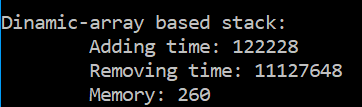 Dinamic-array based stack:
Adding time: 122228
Removing time: 11127648
Memory: 260